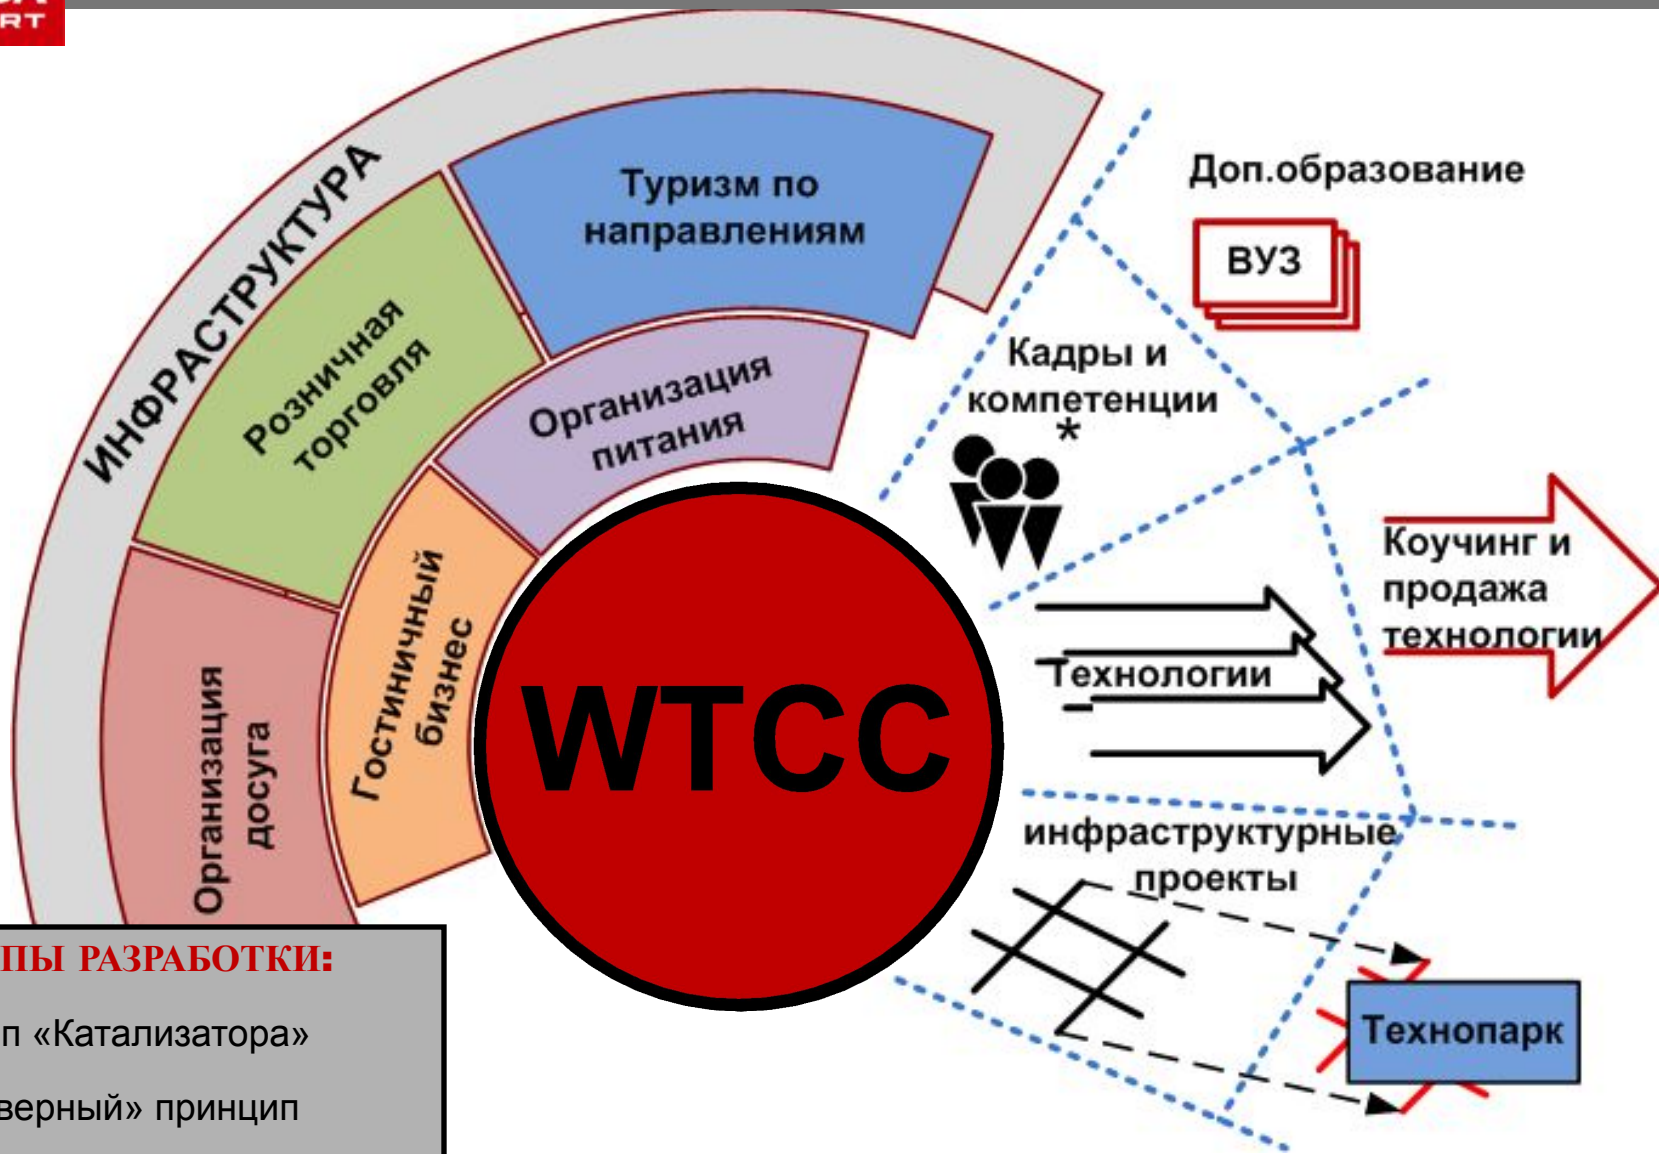 RT
ИНФРАСТРУКТУРА
Туризм по
направлениям
Розничная
торговля
Организация
питания
Гостиничный
бизнес
Организация
досуга
WTCC
Доп.образование
ВУЗ
Кадры и
компетенции
*
Технологии
Коучинг и
продажа
технологии
инфраструктурные
проекты
Технопарк
ПЫ РАЗРАБОТКИ:
п «Катализатора»
верный» принцип